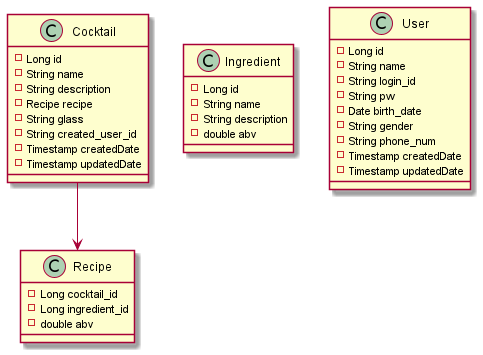 C Cocktail
Long id
String name
String description
Recipe recipe
String glass
String created_user_id
Timestamp createdDate
Timestamp updatedDate
C Ingredient
Long id
String name
String description
double abv
C User
Long id
String name
String login_id
String pw
Date birth_date
String gender
String phone_num
Timestamp createdDate
Timestamp updatedDate
C Recipe
Long cocktail_id
Long ingredient_id
double abv